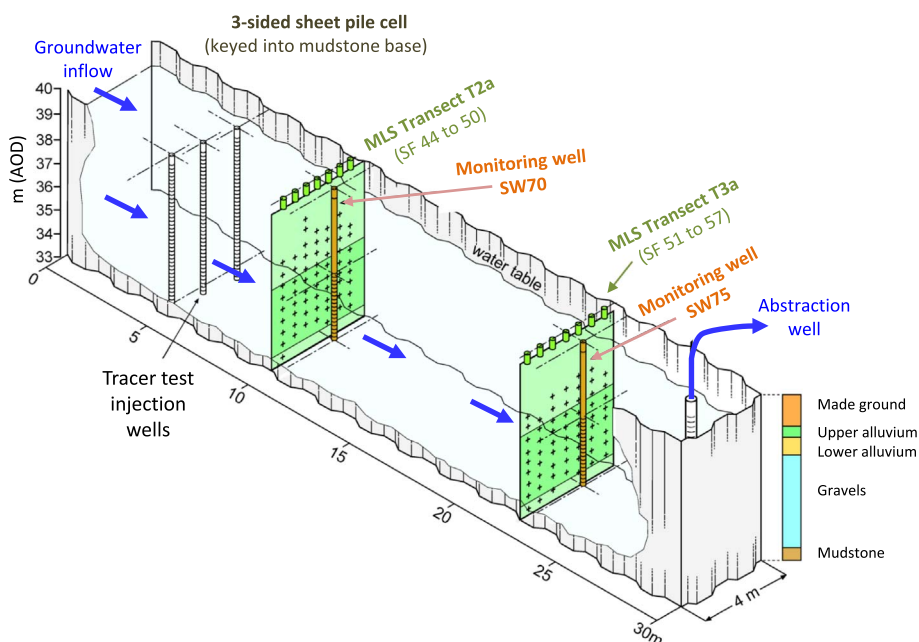 3-sided sheet pile cell
(keyed into mudstone base)
Groundwater
inflow
MLS Transect T2a
(SF 44 to 50)
Monitoring well
SW70
MLS Transect T3a
(SF 51 to 57)
Monitoring well
SW75
Abstraction
well
water table
m (AOD)
40
39
38
37
36
35
34
33
0
5
10
15
20
25
30m
4 m
Tracer test
injection
wells
Made ground
Upper alluvium
Lower alluvium
Gravels
Mudstone